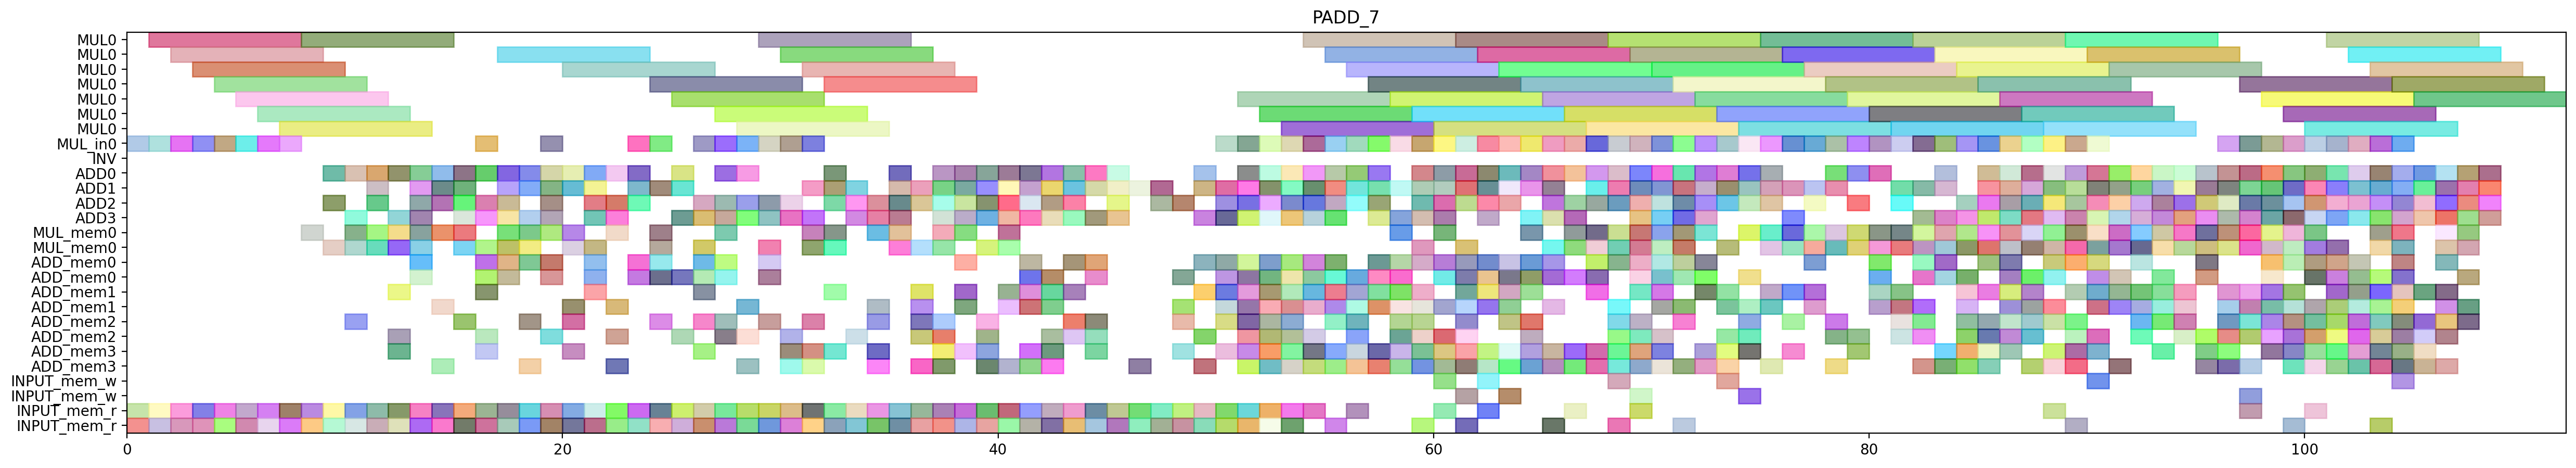 PADD_7
MUL0
MUL0
MUL0
MUL0
MUL0
MUL0
MUL0
MUL_in0
INV
ADD0
ADD1
ADD2
ADD3
MUL_mem0
MUL_mem0
ADD_mem0
ADD_mem0
ADD_mem1
ADD_mem1
ADD_mem2
ADD_mem2
ADD_mem3
ADD_mem3
INPUT_mem_w
INPUT_mem_w
INPUT_mem_r
INPUT_mem_r
0 20 40 60 80 100